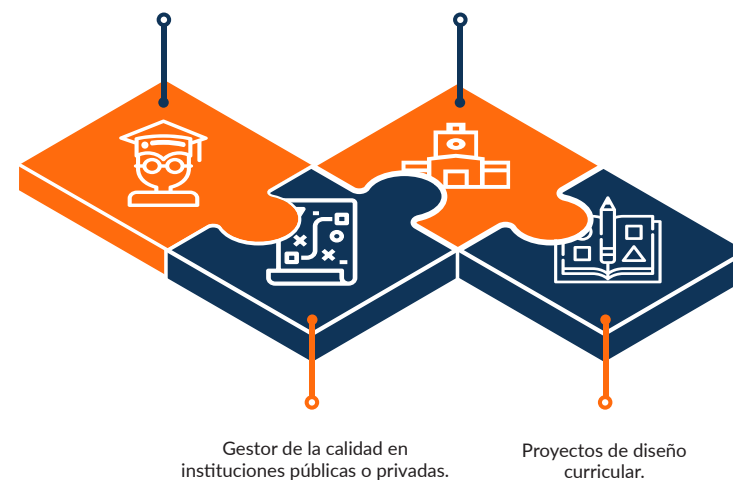 Gestor de la calidad en
instituciones públicas o privadas.
Proyectos de diseño
curricular.